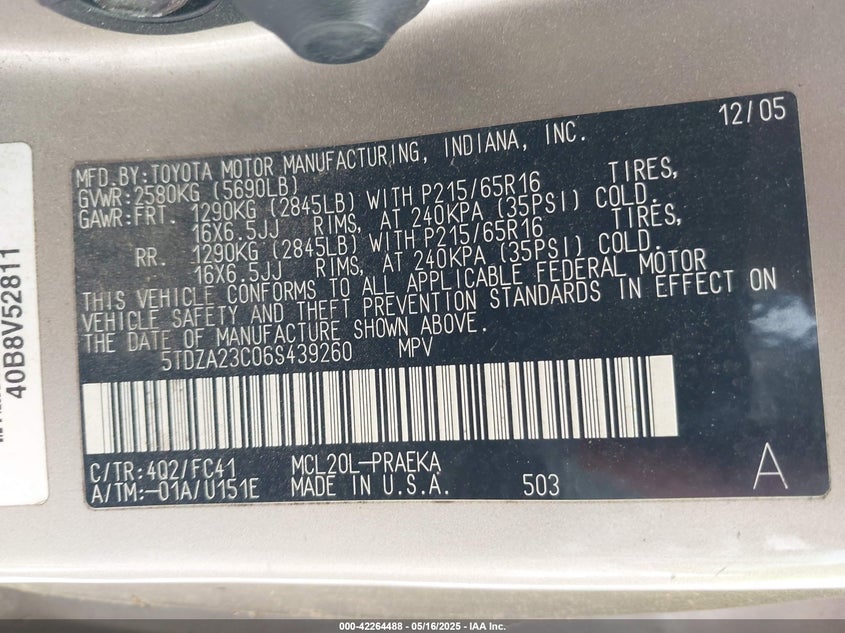 12/05
MFD.BY:TOYOTA MOTOR MANUFACTURING, INDIANA, INC.
GVWR:2580KG (5690LB)
GAWR:FRT. 1290KG (2845LB) WITH P215/65R16 TIRES,
16X6.5JJ RIMS, AT 240KPA (35PSI) COLD.
RR. 1290KG (2845LB) WITH P215/65R16 TIRES,
16X6.5JJ RIMS, AT 240KPA (35PSI) COLD.
THIS VEHICLE CONFORMS TO ALL APPLICABLE FEDERAL MOTOR
VEHICLE SAFETY AND THEFT PREVENTION STANDARDS IN EFFECT ON
THE DATE OF MANUFACTURE SHOWN ABOVE.
5TDZA23C06S439260 MPV
C/TR:4Q2/FC41 MCL20L-PRAEKA
A/TM:-01A/U151E MADE IN U.S.A. 503
A
40B8V52811
000-42264488 - 05/16/2025 - IAA Inc.